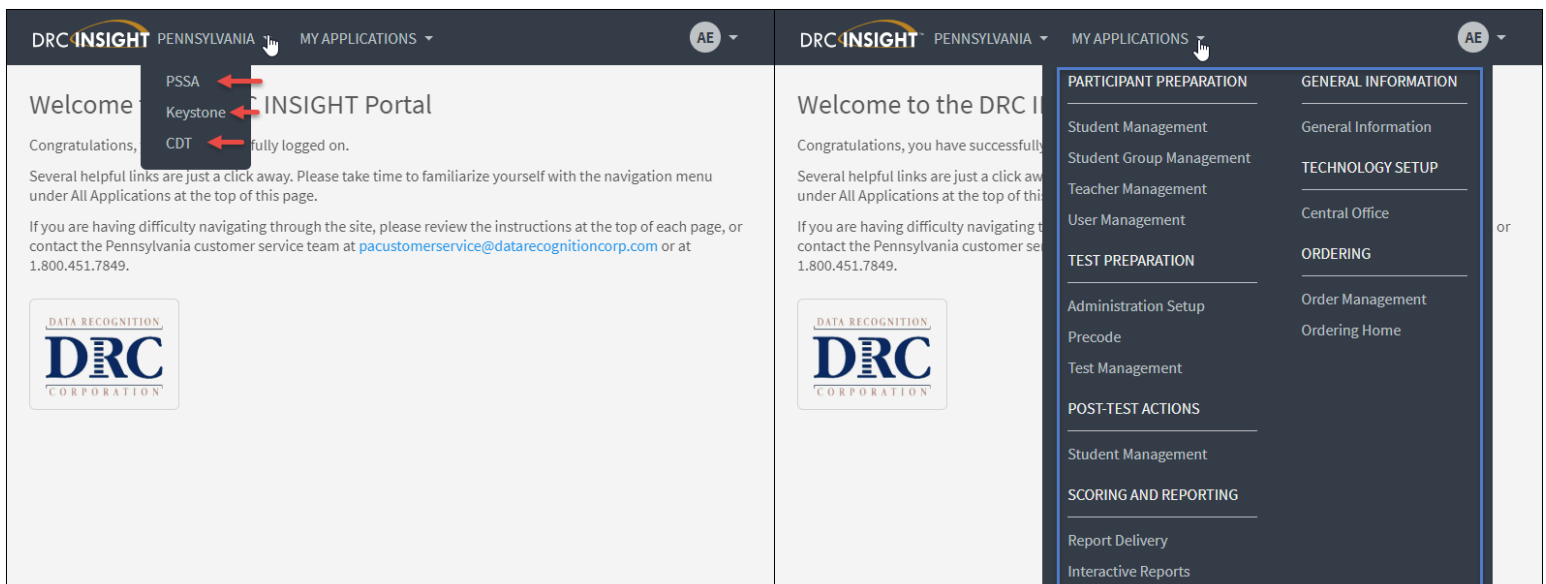 DRC INSIGHT PENNSYLVANIA MY APPLICATIONS AE
PSSA
Keystone
CDT
Welcome C INSIGHT Portal
Congratulations, fully logged on.
Several helpful links are just a click away. Please take time to familiarize yourself with the navigation menu
under All Applications at the top of this page.
If you are having difficulty navigating through the site, please review the instructions at the top of each page, or
contact the Pennsylvania customer service team at pacustomerservice@datarecognitioncorp.com or at
1.800.451.7849.
DATA RECOGNITION
DRC
CORPORATION
DRC INSIGHT PENNSYLVANIA MY APPLICATIONS AE
Welcome to the DRC I
Congratulations, you have successfully
Several helpful links are just a click aw
under All Applications at the top of thi
If you are having difficulty navigating t
or
contact the Pennsylvania customer se
1.800.451.7849.
DATA RECOGNITION
DRC
CORPORATION
PARTICIPANT PREPARATION
Student Management
Student Group Management
Teacher Management
User Management
TEST PREPARATION
Administration Setup
Precode
Test Management
POST-TEST ACTIONS
Student Management
SCORING AND REPORTING
Report Delivery
Interactive Reports
GENERAL INFORMATION
General Information
TECHNOLOGY SETUP
Central Office
ORDERING
Order Management
Ordering Home